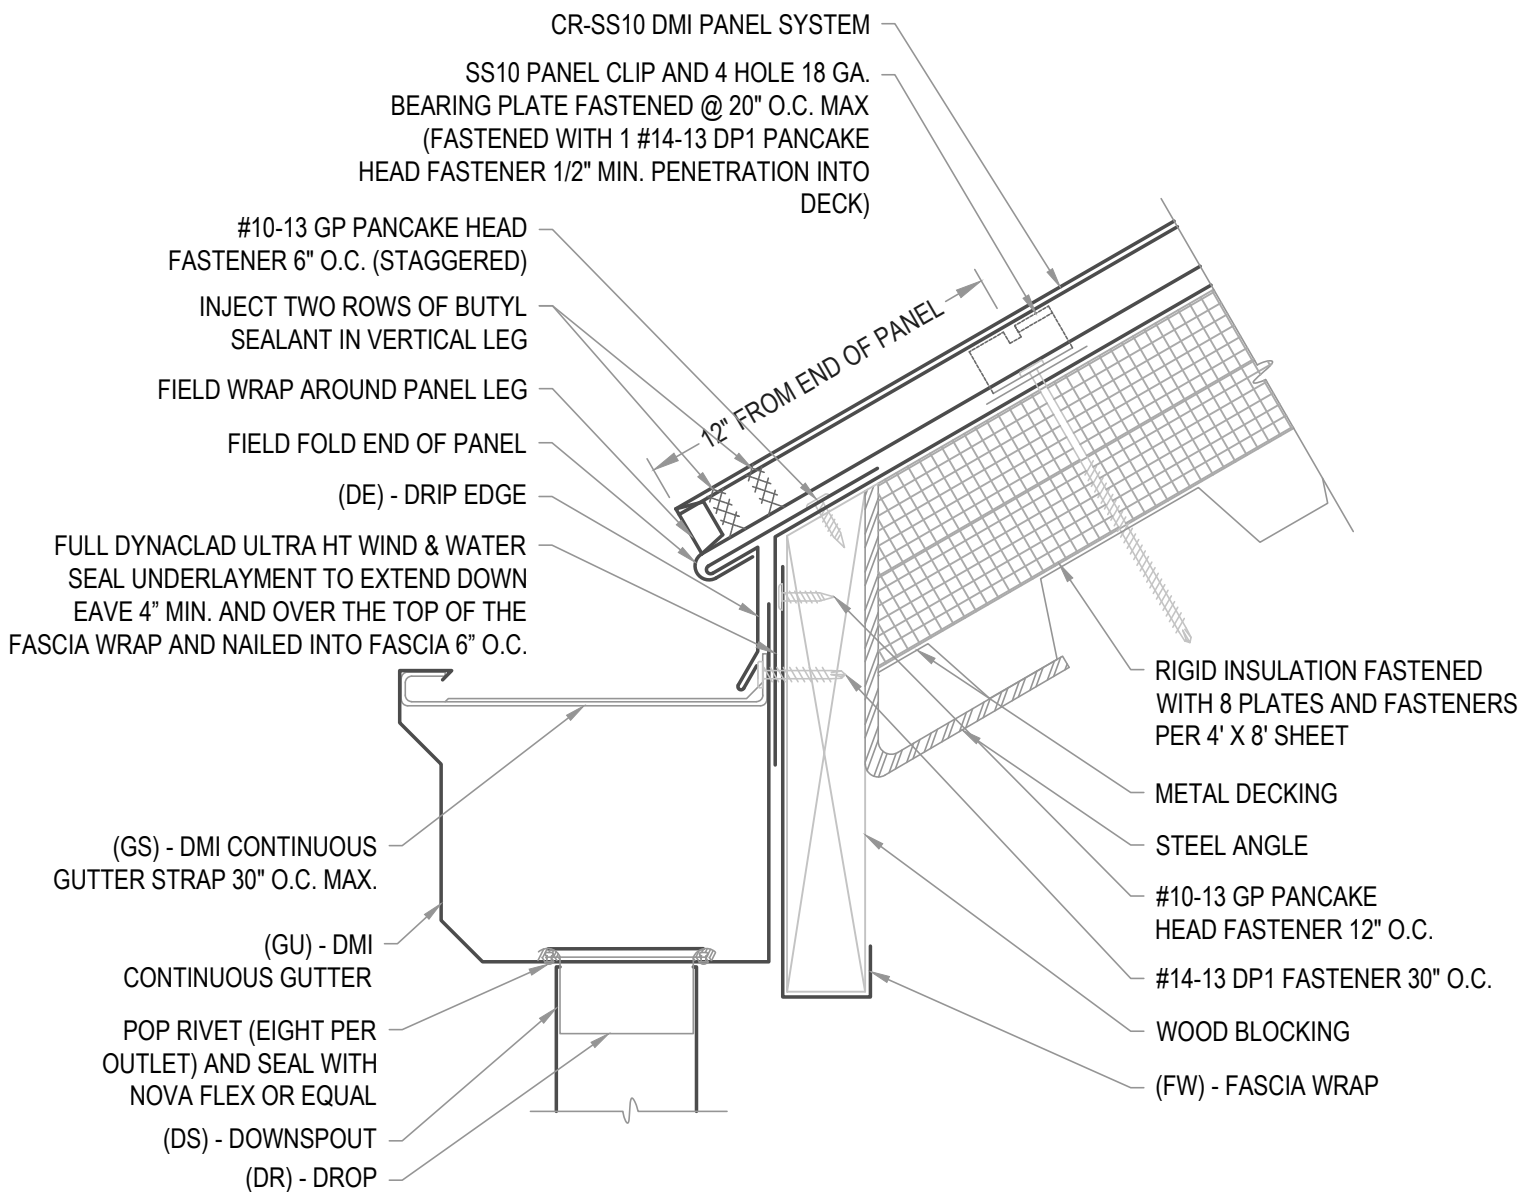 CR-SS10 DMI PANEL SYSTEM
SS10 PANEL CLIP AND 4 HOLE 18 GA.
BEARING PLATE FASTENED @ 20" O.C. MAX
(FASTENED WITH 1 #14-13 DP1 PANCAKE
HEAD FASTENER 1/2" MIN. PENETRATION INTO
DECK)
#10-13 GP PANCAKE HEAD
FASTENER 6" O.C. (STAGGERED)
INJECT TWO ROWS OF BUTYL
SEALANT IN VERTICAL LEG
FIELD WRAP AROUND PANEL LEG
FIELD FOLD END OF PANEL
(DE) - DRIP EDGE
FULL DYNACLAD ULTRA HT WIND & WATER
SEAL UNDERLAYMENT TO EXTEND DOWN
EAVE 4” MIN. AND OVER THE TOP OF THE
FASCIA WRAP AND NAILED INTO FASCIA 6” O.C.
12" FROM END OF PANEL
(GS) - DMI CONTINUOUS
GUTTER STRAP 30" O.C. MAX.
(GU) - DMI
CONTINUOUS GUTTER
POP RIVET (EIGHT PER
OUTLET) AND SEAL WITH
NOVA FLEX OR EQUAL
(DS) - DOWNSPOUT
(DR) - DROP
RIGID INSULATION FASTENED
WITH 8 PLATES AND FASTENERS
PER 4' X 8' SHEET
METAL DECKING
STEEL ANGLE
#10-13 GP PANCAKE
HEAD FASTENER 12" O.C.
#14-13 DP1 FASTENER 30" O.C.
WOOD BLOCKING
(FW) - FASCIA WRAP